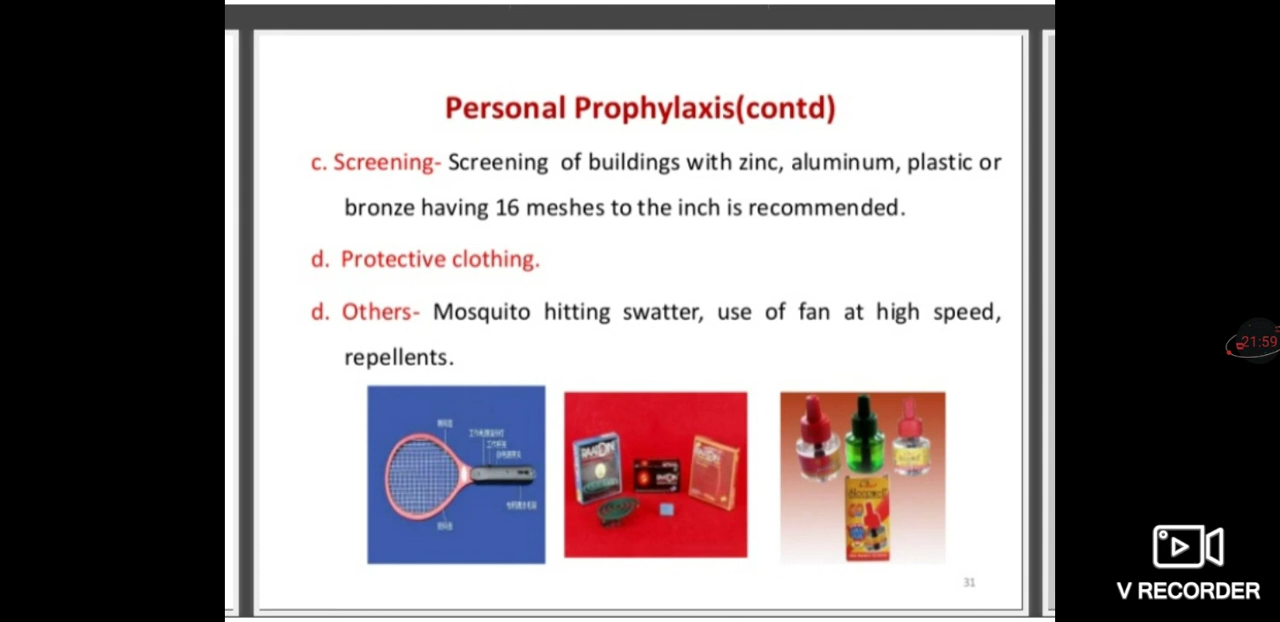 Personal Prophylaxis(contd)
c. Screening- Screening of buildings with zinc, aluminum, plastic or
bronze having 16 meshes to the inch is recommended.
d. Protective clothing.
d. Others- Mosquito hitting swatter, use of fan at high speed,
repellents.
31
21:59
V RECORDER